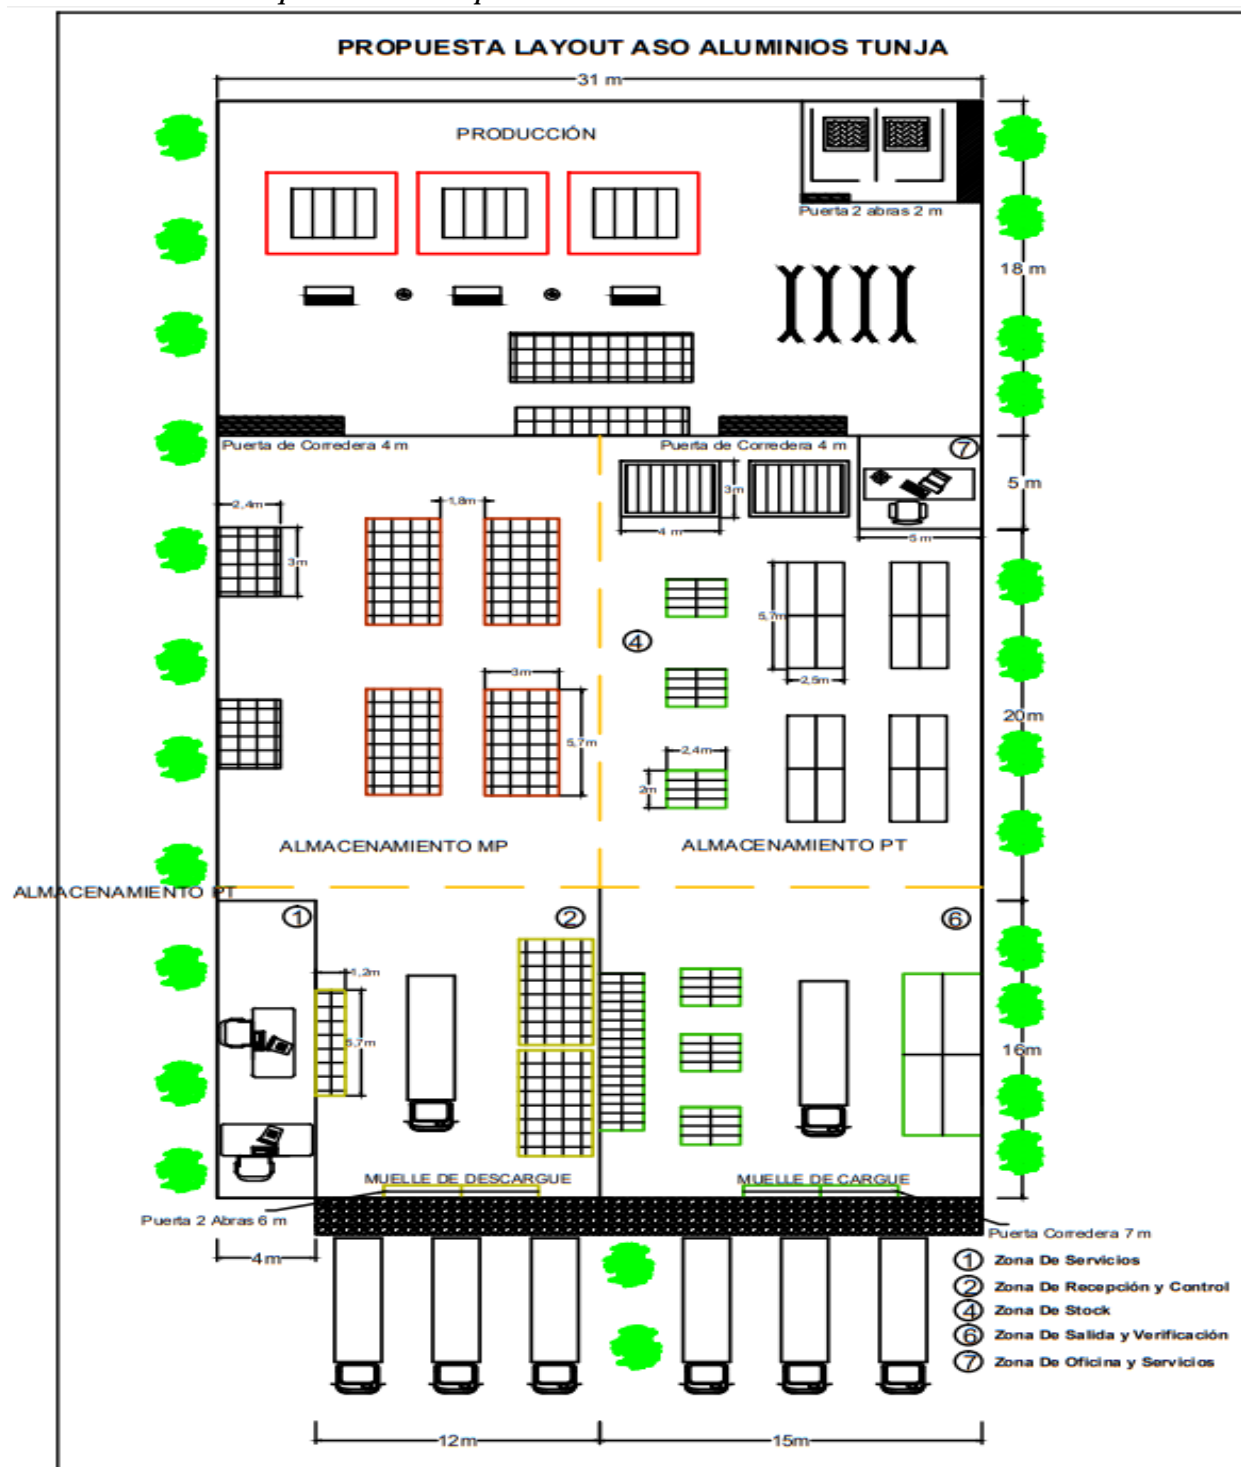 PROPUESTA LAYOUT ASO ALUMINIOS TUNJA
31 m
PRODUCCIÓN
Puerta 2 abras 2 m
18 m
Puerta de Corredera 4 m
Puerta de Corredera 4 m
7
2,4m
1,8m
3m
5 m
3m
4 m
5 m
5,7m
4
3m
2,5m
5,7m
20m
2,4m
2m
ALMACENAMIENTO MP
ALMACENAMIENTO PT
ALMACENAMIENTO PT
1
2
6
1,2m
5,7m
16m
MUELLE DE DESCARGUE
MUELLE DE CARGUE
Puerta 2 Abras 6 m
Puerta Corredera 7 m
4m
1 Zona De Servicios
2 Zona De Recepción y Control
4 Zona De Stock
6 Zona De Salida y Verificación
7 Zona De Oficina y Servicios
12m
15m